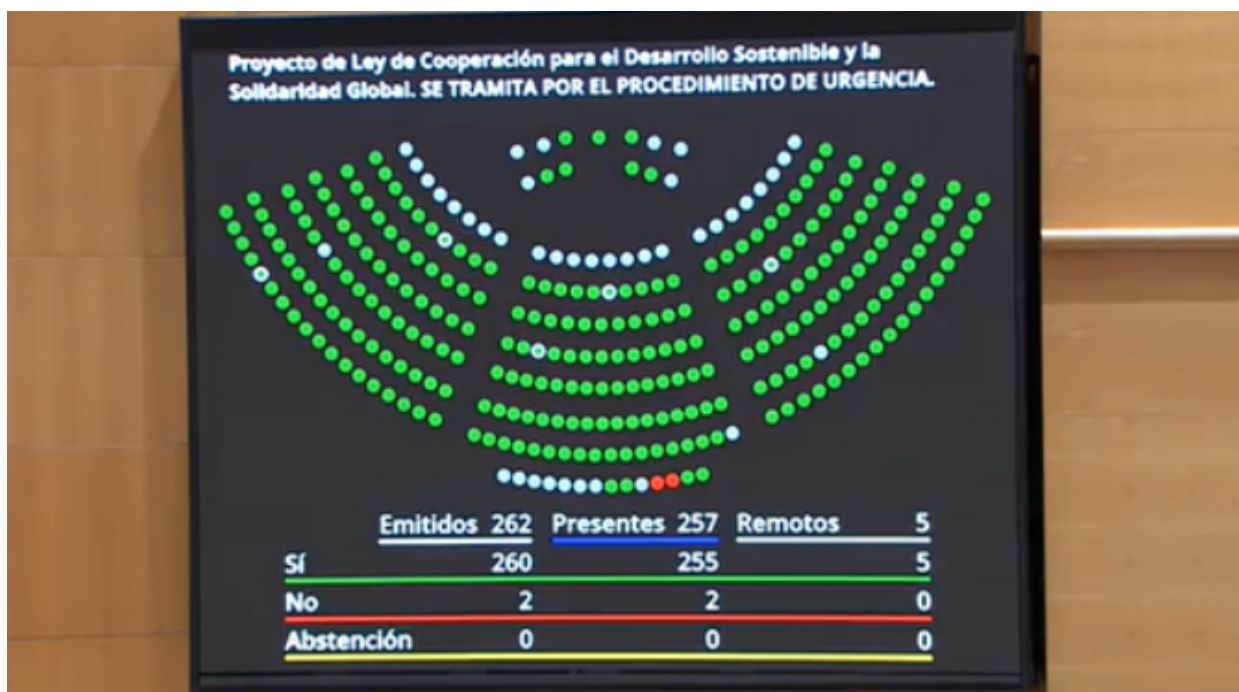 Proyecto de Ley de Cooperación para el Desarrollo Sostenible y la
Solidaridad Global. SE TRAMITA POR EL PROCEDIMIENTO DE URGENCIA.
Emitidos 262 Presentes 257 Remotos 5
Sí 260 255 5
No 2 2 0
Abstención 0 0 0